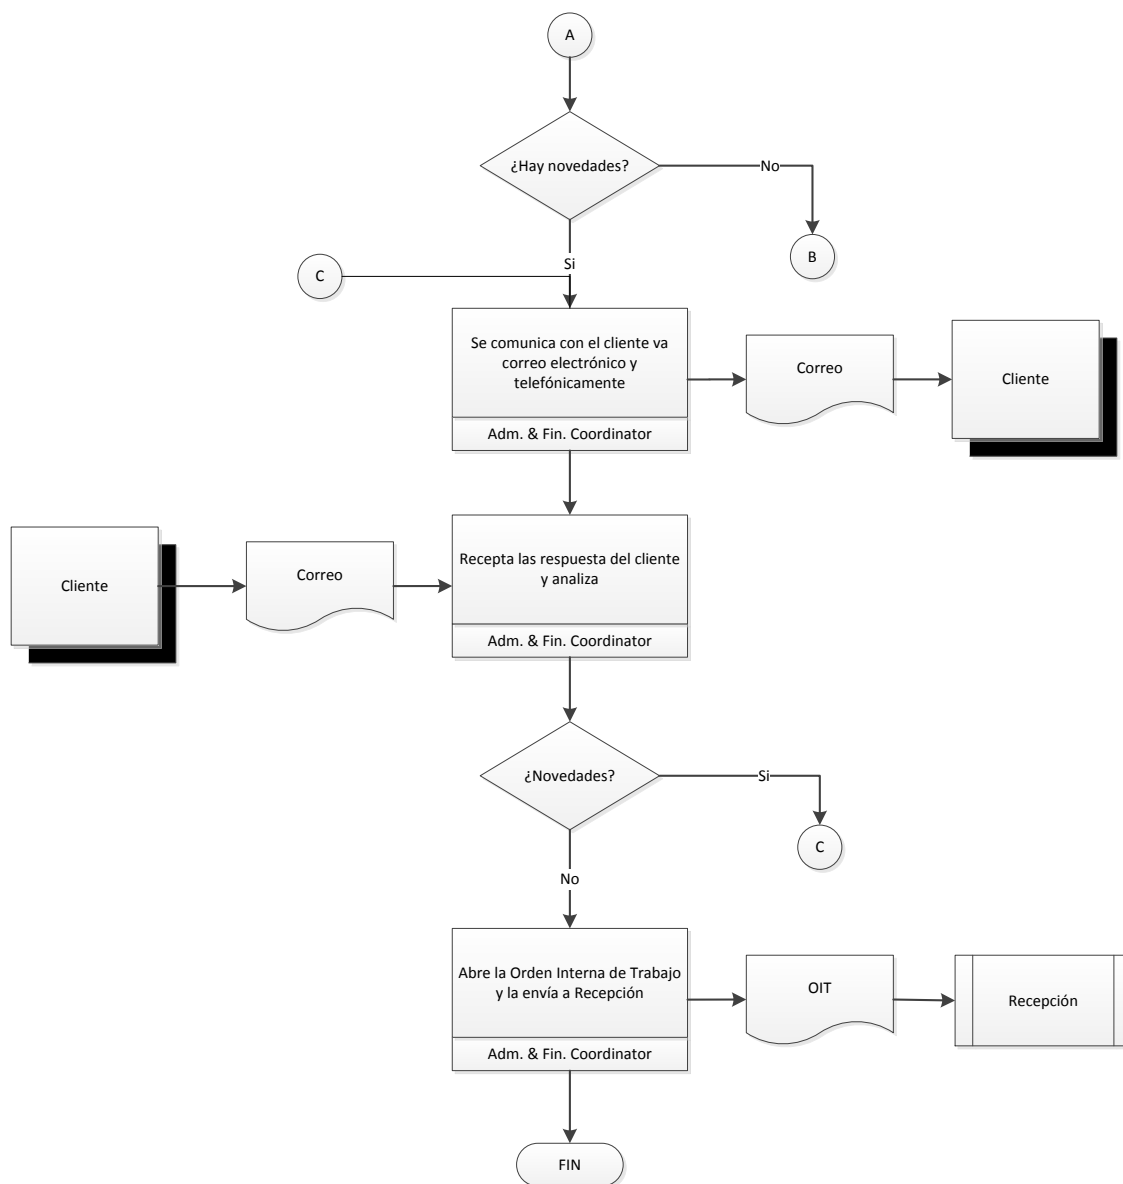 A
¿Hay novedades?
No
B
Si
C
Se comunica con el cliente va
correo electrónico y
telefónicamente
Adm. & Fin. Coordinator
Correo
Cliente
Cliente
Correo
Recepta las respuesta del cliente
y analiza
Adm. & Fin. Coordinator
¿Novedades?
Si
C
No
Abre la Orden Interna de Trabajo
y la envía a Recepción
Adm. & Fin. Coordinator
OIT
Recepción
FIN